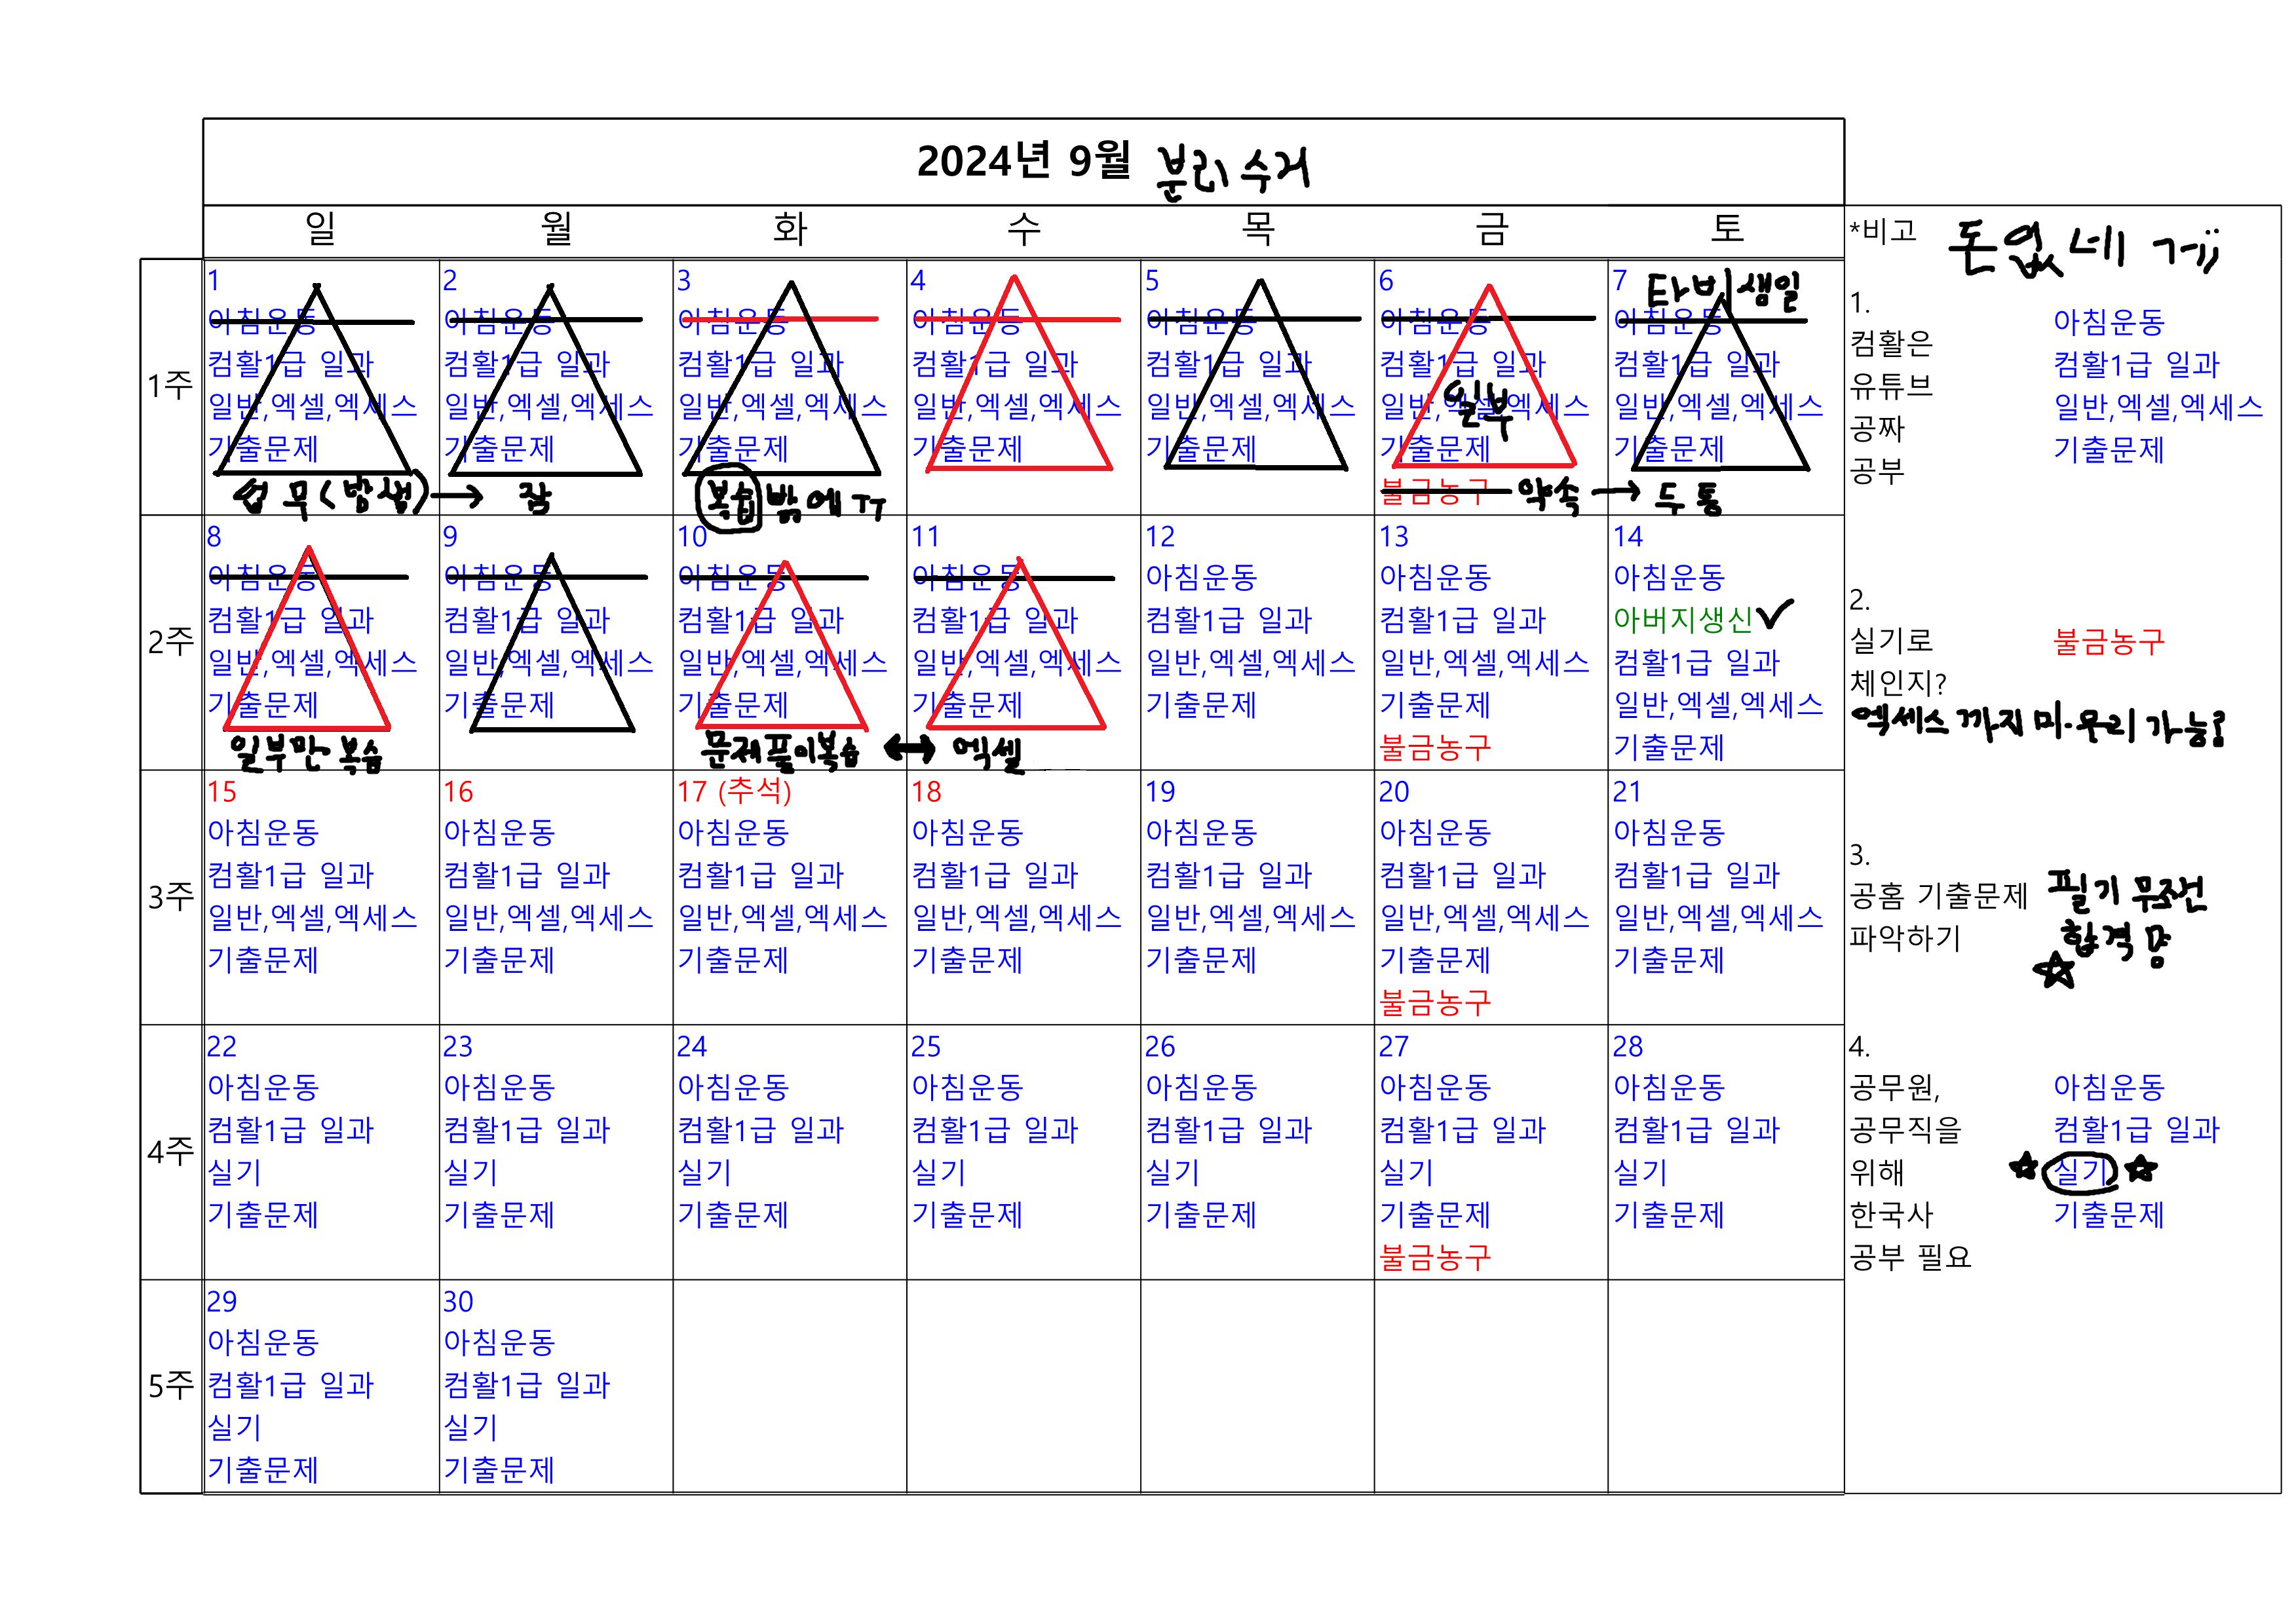 2024년 9월 분리수거
일 월 화 수 목 금 토
*비고 돈없네
1주
1
아침운동
컴활1급 일과
일반,엑셀,엑세스
기출문제
업무(밤샘) → 잠
2
아침운동
컴활1급 일과
일반,엑셀,엑세스
기출문제
3
아침운동
컴활1급 일과
일반,엑셀,엑세스
기출문제
복습밖에 ㅠ
4
아침운동
컴활1급 일과
일반,엑셀,엑세스
기출문제
5
아침운동
컴활1급 일과
일반,엑셀,엑세스
기출문제
6
아침운동
컴활1급 일과
일반,엑셀,엑세스
일부
기출문제
불금농구 약속 → 두통
7 타비생일
아침운동
컴활1급 일과
일반,엑셀,엑세스
기출문제
1.
컴활은
유튜브
공짜
공부
아침운동
컴활1급 일과
일반,엑셀,엑세스
기출문제
2주
8
아침운동
컴활1급 일과
일반,엑셀,엑세스
기출문제
일부만 복습
9
아침운동
컴활1급 일과
일반,엑셀,엑세스
기출문제
10
아침운동
컴활1급 일과
일반,엑셀,엑세스
기출문제
문제풀이복습 ↔ 엑셀
11
아침운동
컴활1급 일과
일반,엑셀,엑세스
기출문제
12
아침운동
컴활1급 일과
일반,엑셀,엑세스
기출문제
13
아침운동
컴활1급 일과
일반,엑셀,엑세스
기출문제
불금농구
14
아침운동
아버지생신
컴활1급 일과
일반,엑셀,엑세스
기출문제
2.
실기로
체인지?
불금농구
엑세스까지 마무리 가능!
3주
15
아침운동
컴활1급 일과
일반,엑셀,엑세스
기출문제
16
아침운동
컴활1급 일과
일반,엑셀,엑세스
기출문제
17 (추석)
아침운동
컴활1급 일과
일반,엑셀,엑세스
기출문제
18
아침운동
컴활1급 일과
일반,엑셀,엑세스
기출문제
19
아침운동
컴활1급 일과
일반,엑셀,엑세스
기출문제
20
아침운동
컴활1급 일과
일반,엑셀,엑세스
기출문제
불금농구
21
아침운동
컴활1급 일과
일반,엑셀,엑세스
기출문제
3.
공홈 기출문제
파악하기
필기 무조건
합격
4주
22
아침운동
컴활1급 일과
실기
기출문제
23
아침운동
컴활1급 일과
실기
기출문제
24
아침운동
컴활1급 일과
실기
기출문제
25
아침운동
컴활1급 일과
실기
기출문제
26
아침운동
컴활1급 일과
실기
기출문제
27
아침운동
컴활1급 일과
실기
기출문제
불금농구
28
아침운동
컴활1급 일과
실기
기출문제
4.
공무원,
공무직을
위해
한국사
공부 필요
아침운동
컴활1급 일과
☆ 실기 ☆
기출문제
5주
29
아침운동
컴활1급 일과
실기
기출문제
30
아침운동
컴활1급 일과
실기
기출문제